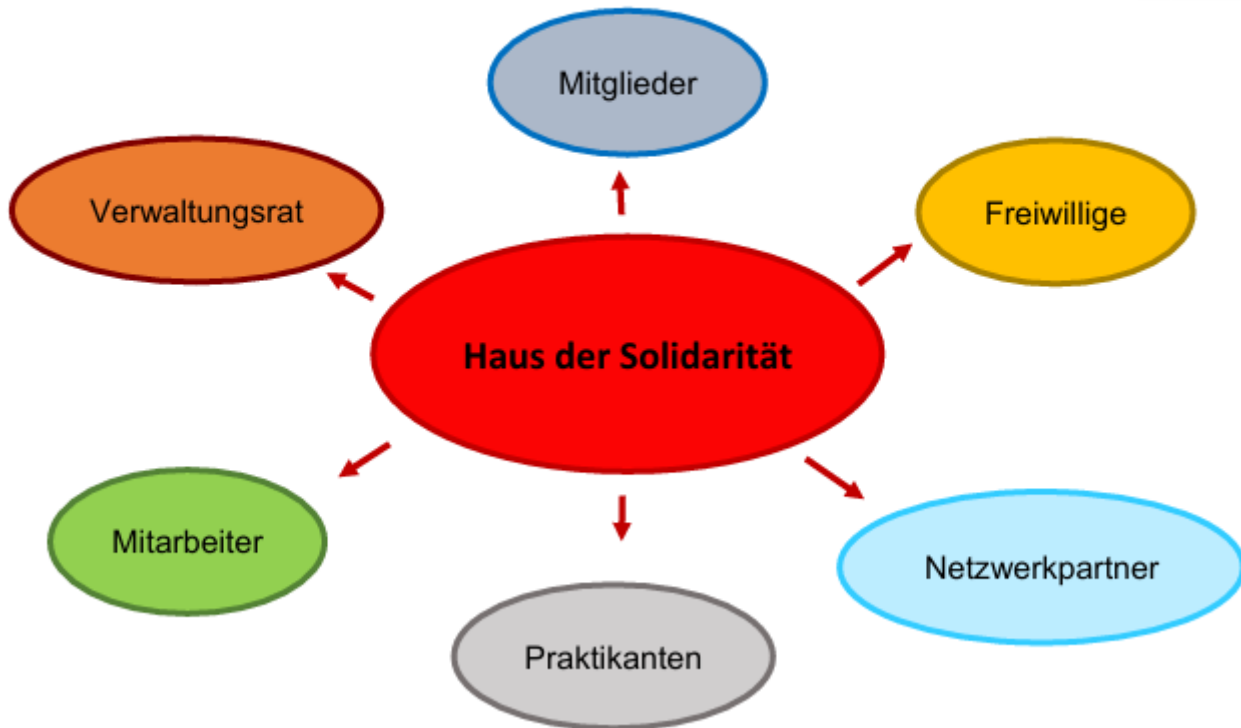 Mitglieder
Verwaltungsrat
Freiwillige
Haus der Solidarität
Mitarbeiter
Netzwerkpartner
Praktikanten